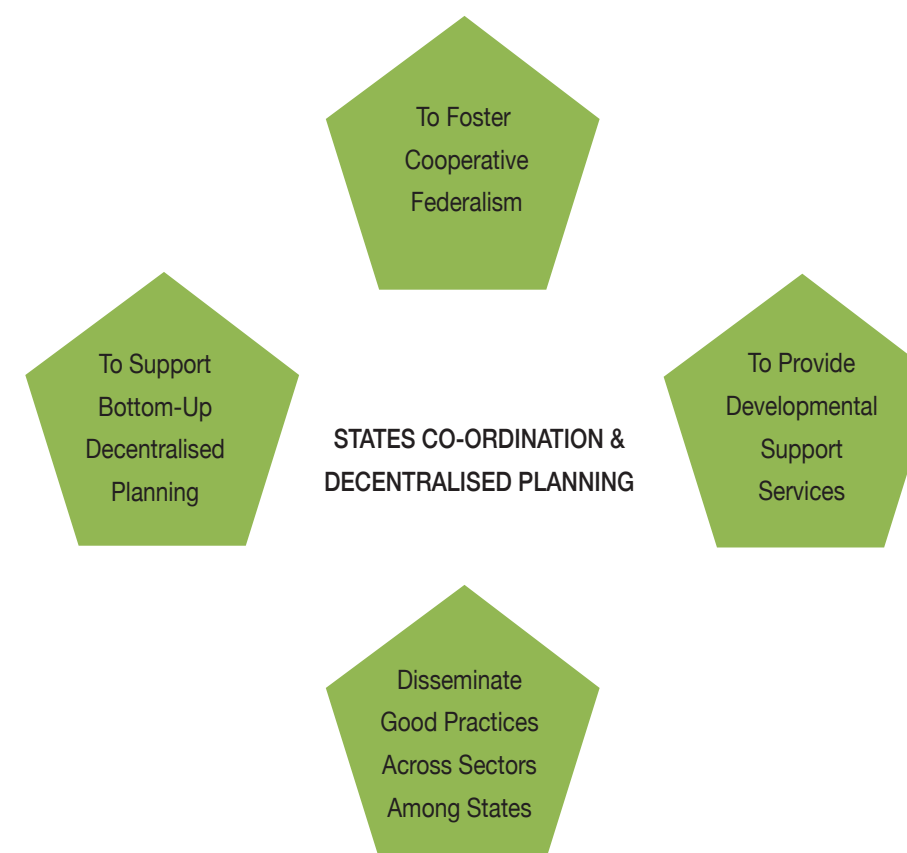 To Foster
Cooperative
Federalism
To Support
Bottom-Up
Decentralised
Planning
STATES CO-ORDINATION &
DECENTRALISED PLANNING
To Provide
Developmental
Support
Services
Disseminate
Good Practices
Across Sectors
Among States